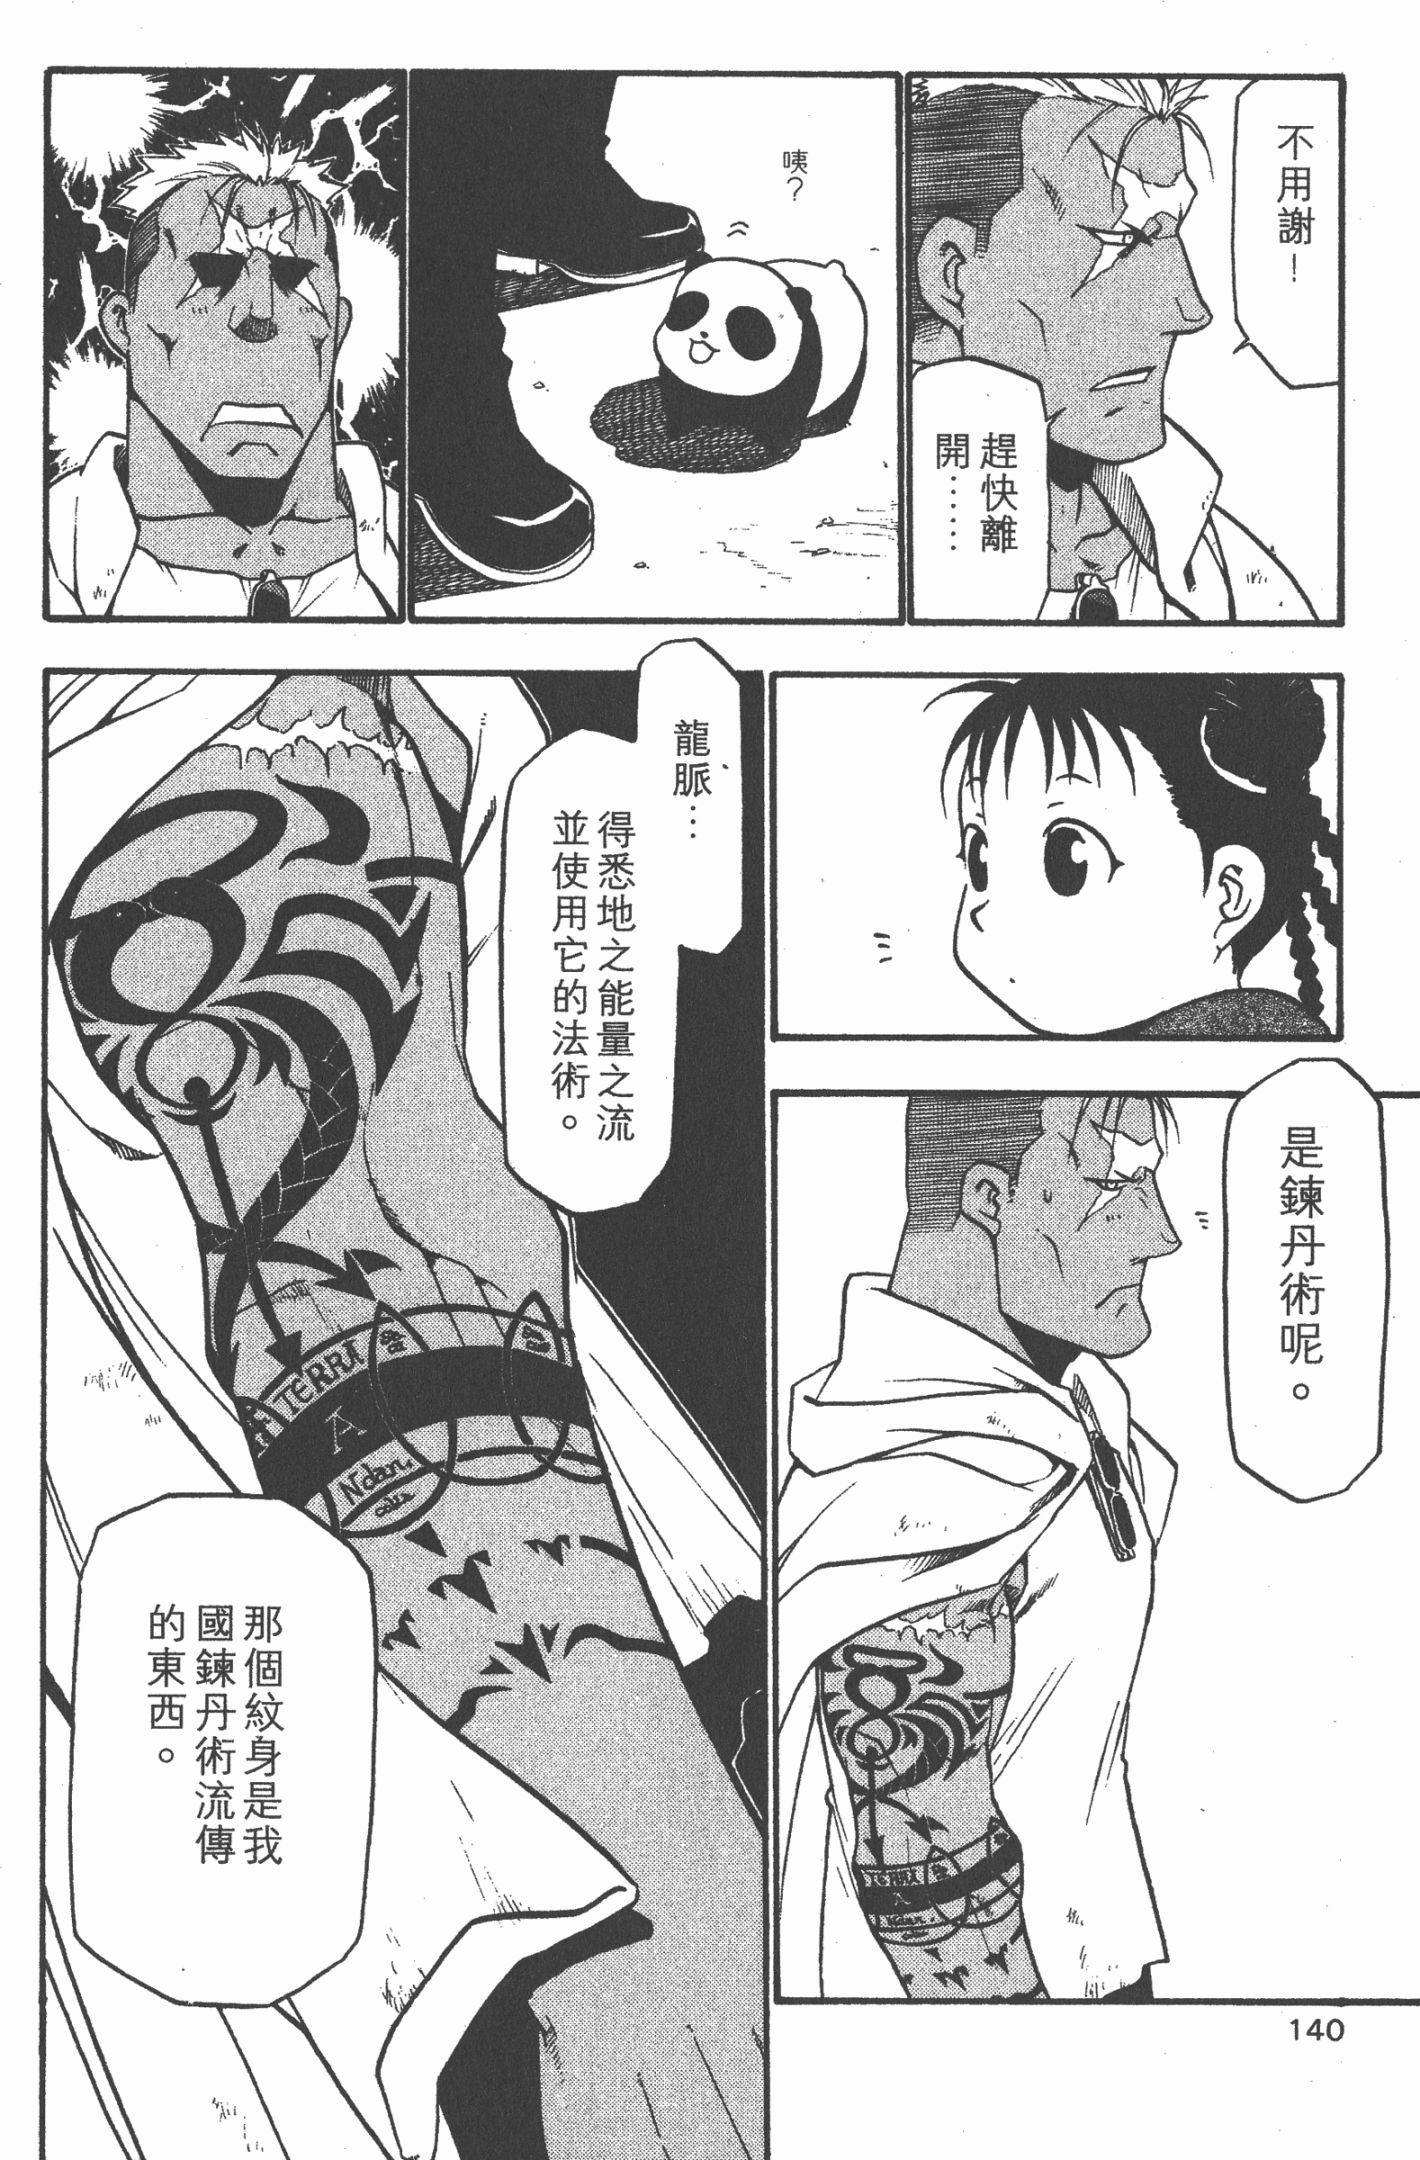 不用謝！
趕快離
開……
咦？
是鍊丹術呢。
龍脈…
得悉地之能量之流
並使用它的法術。
TERRA
A
那個紋身是我
國鍊丹術流傳
的東西。
TERRA
A
140